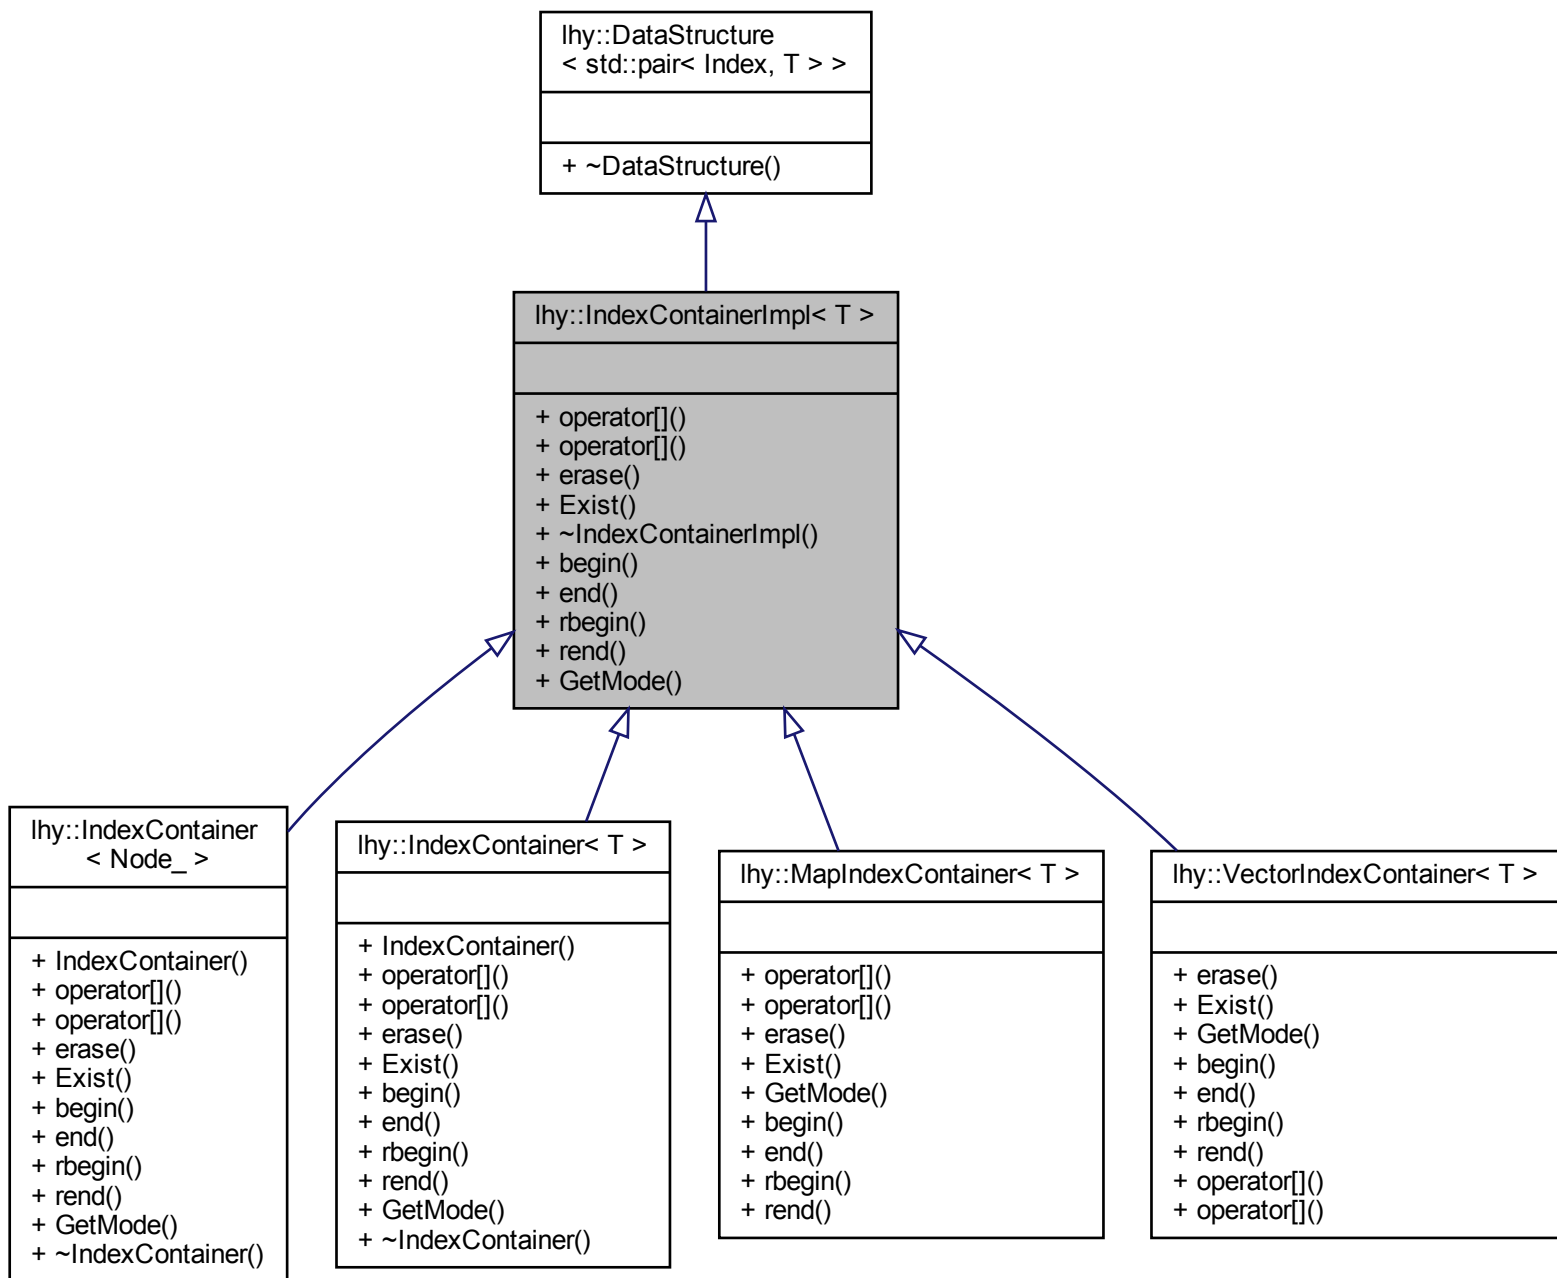 lhy::DataStructure
< std::pair< Index, T > >
+ ~DataStructure()
lhy::IndexContainerImpl< T >
+ operator[]()
+ operator[]()
+ erase()
+ Exist()
+ ~IndexContainerImpl()
+ begin()
+ end()
+ rbegin()
+ rend()
+ GetMode()
lhy::IndexContainer
< Node_ >
+ IndexContainer()
+ operator[]()
+ operator[]()
+ erase()
+ Exist()
+ begin()
+ end()
+ rbegin()
+ rend()
+ GetMode()
+ ~IndexContainer()
lhy::IndexContainer< T >
+ IndexContainer()
+ operator[]()
+ operator[]()
+ erase()
+ Exist()
+ begin()
+ end()
+ rbegin()
+ rend()
+ GetMode()
+ ~IndexContainer()
lhy::MapIndexContainer< T >
+ operator[]()
+ operator[]()
+ erase()
+ Exist()
+ GetMode()
+ begin()
+ end()
+ rbegin()
+ rend()
lhy::VectorIndexContainer< T >
+ erase()
+ Exist()
+ GetMode()
+ begin()
+ end()
+ rbegin()
+ rend()
+ operator[]()
+ operator[]()